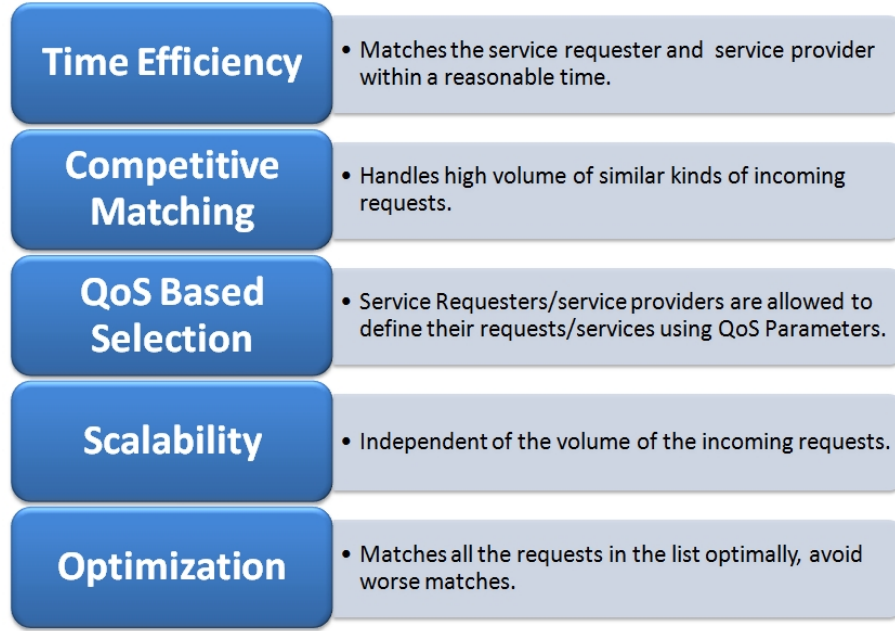 Time Efficiency
• Matches the service requester and service provider
within a reasonable time.
Competitive
Matching
• Handles high volume of similar kinds of incoming
requests.
QoS Based
Selection
• Service Requesters/service providers are allowed to
define their requests/services using QoS Parameters.
Scalability
• Independent of the volume of the incoming requests.
Optimization
• Matches all the requests in the list optimally, avoid
worse matches.